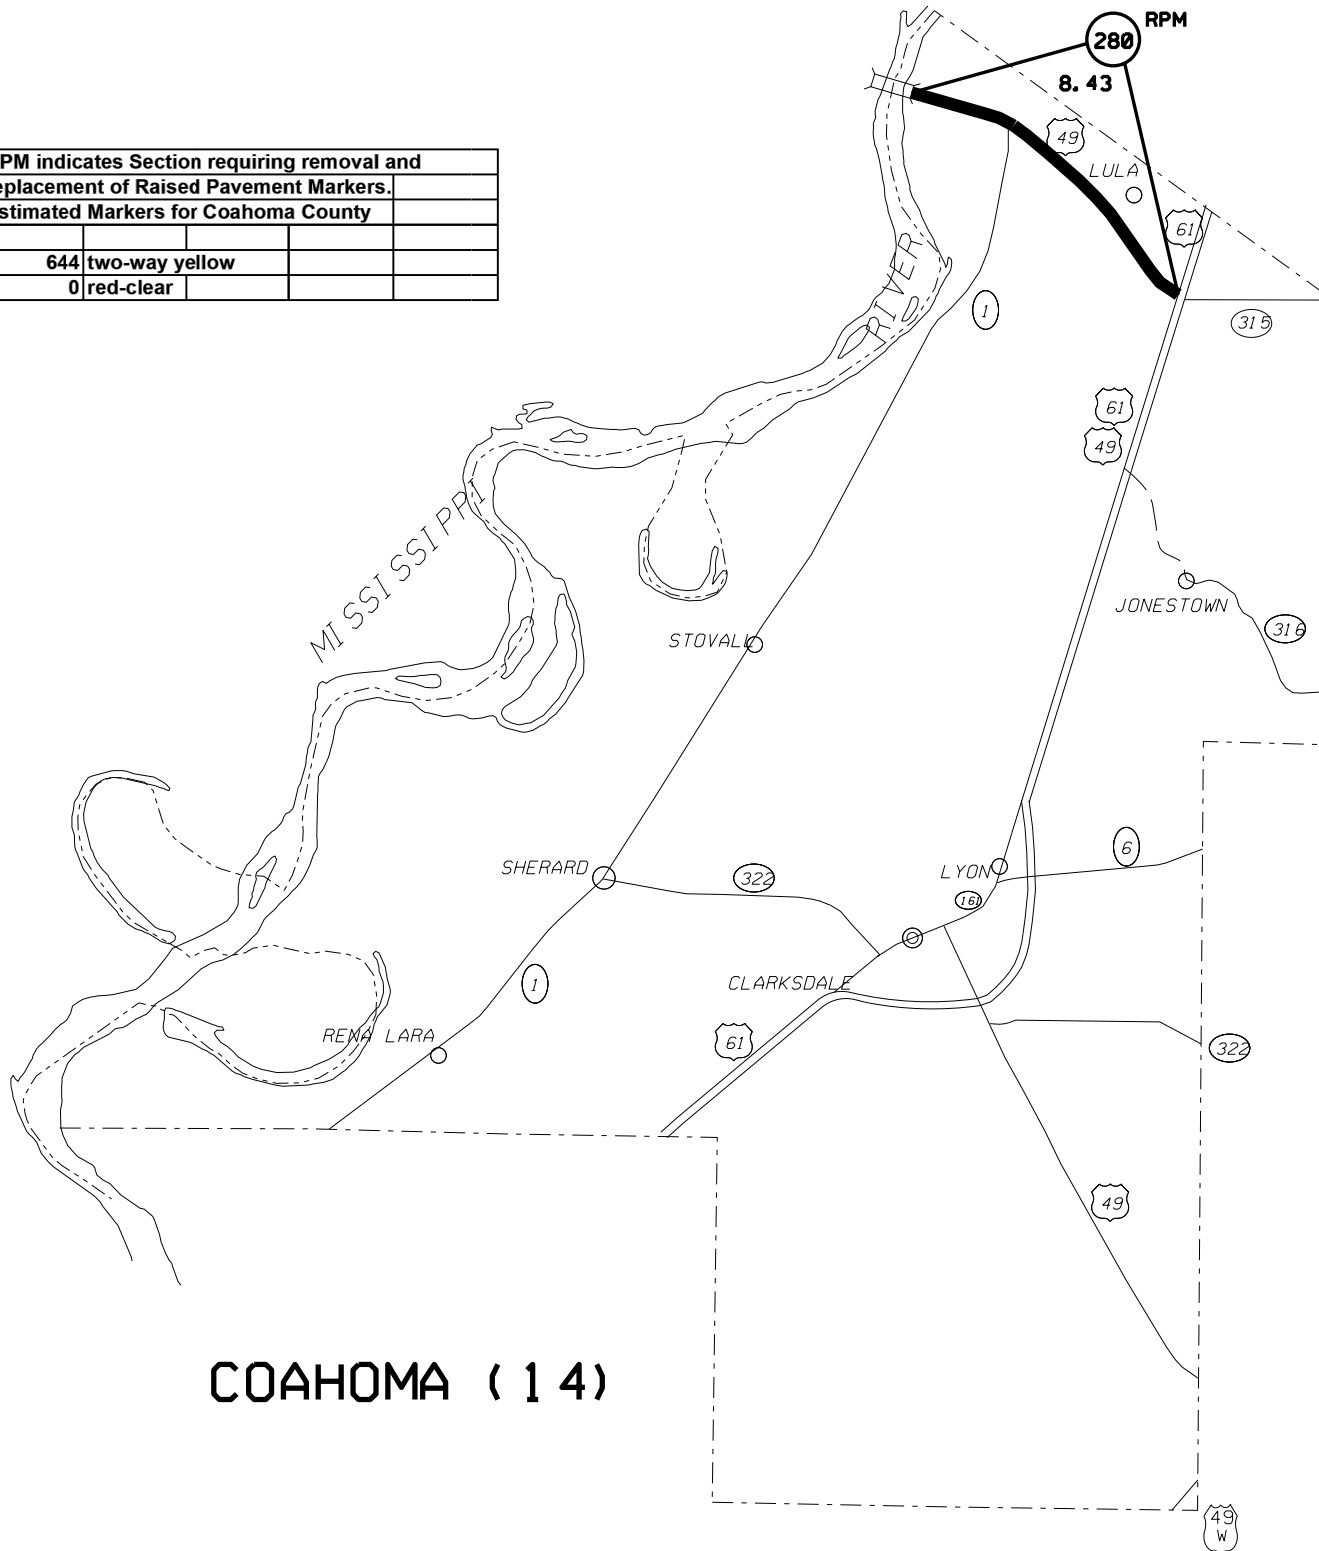 RPM
280
8.43
PM indicates Section requiring removal and
eplacement of Raised Pavement Markers.
stimated Markers for Coahoma County
644 two-way yellow
0 red-clear
49
LULA
61
RIVER
1
315
61
49
MISSISSIPPI
JONESTOWN
316
STOVALL
SHERARD
322
LYON
6
161
CLARKSDALE
1
RENA LARA
61
322
49
COAHOMA (14)
49
W